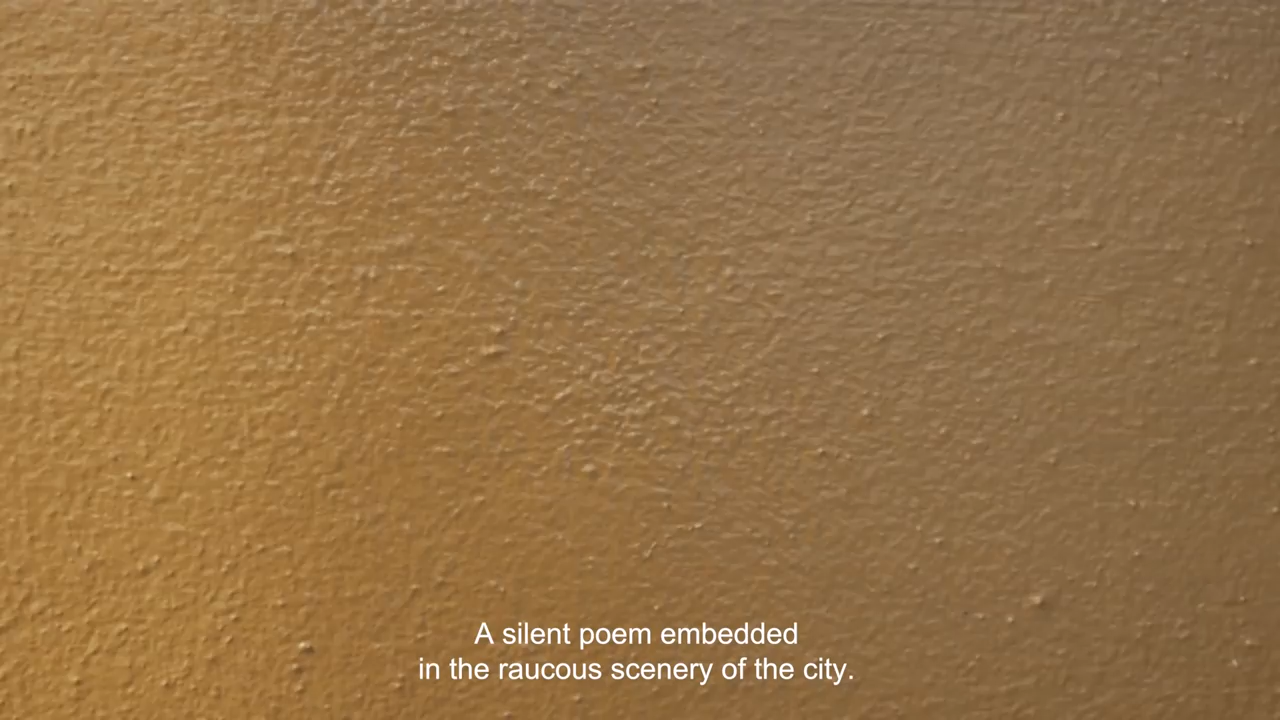 A silent poem embedded
in the raucous scenery of the city.